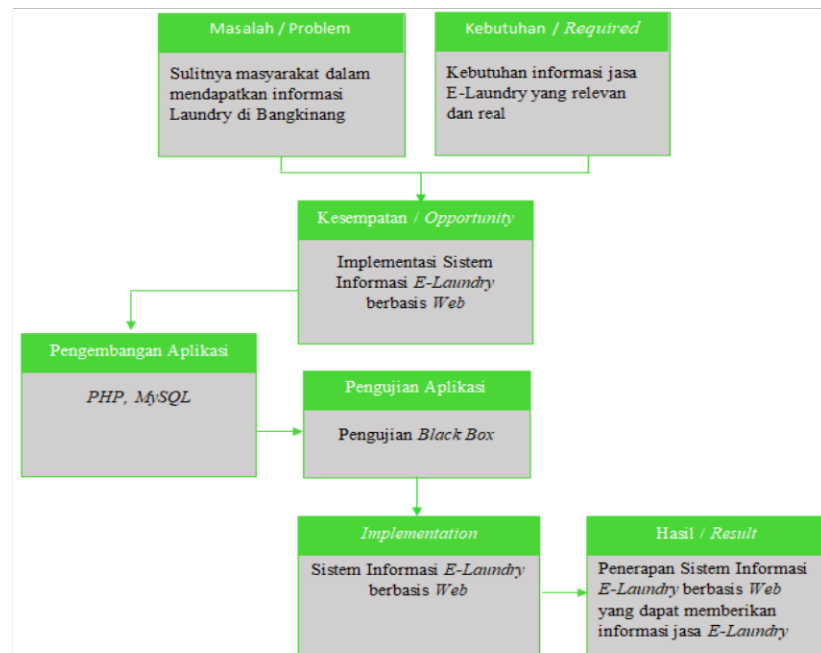 Masalah / Problem
Sulitnya masyarakat dalam
mendapatkan informasi
Laundry di Bangkinang
Kebutuhan / Required
Kebutuhan informasi jasa
E-Laundry yang relevan
dan real
Kesempatan / Opportunity
Implementasi Sistem
Informasi E-Laundry
berbasis Web
Pengembangan Aplikasi
PHP, MySQL
Pengujian Aplikasi
Pengujian Black Box
Implementation
Sistem Informasi E-Laundry
berbasis Web
Hasil / Result
Penerapan Sistem Informasi
E-Laundry berbasis Web
yang dapat memberikan
informasi jasa E-Laundry